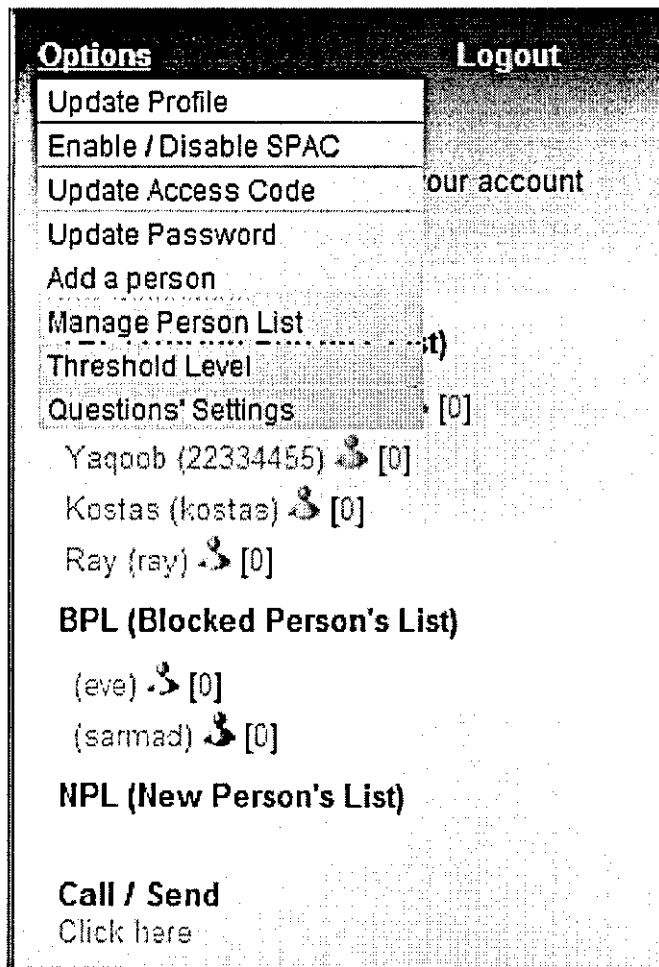 Options Logout
Update Profile
Enable / Disable SPAC
Update Access Code our account
Update Password
Add a person
Manage Person List
st)
Threshold Level
Questions' Settings [0]
Yaqoob (22334455) [0]
Kostas (kostas) [0]
Ray (ray) [0]
BPL (Blocked Person's List)
(eve) [0]
(sarmad) [0]
NPL (New Person's List)
Call / Send
Click here